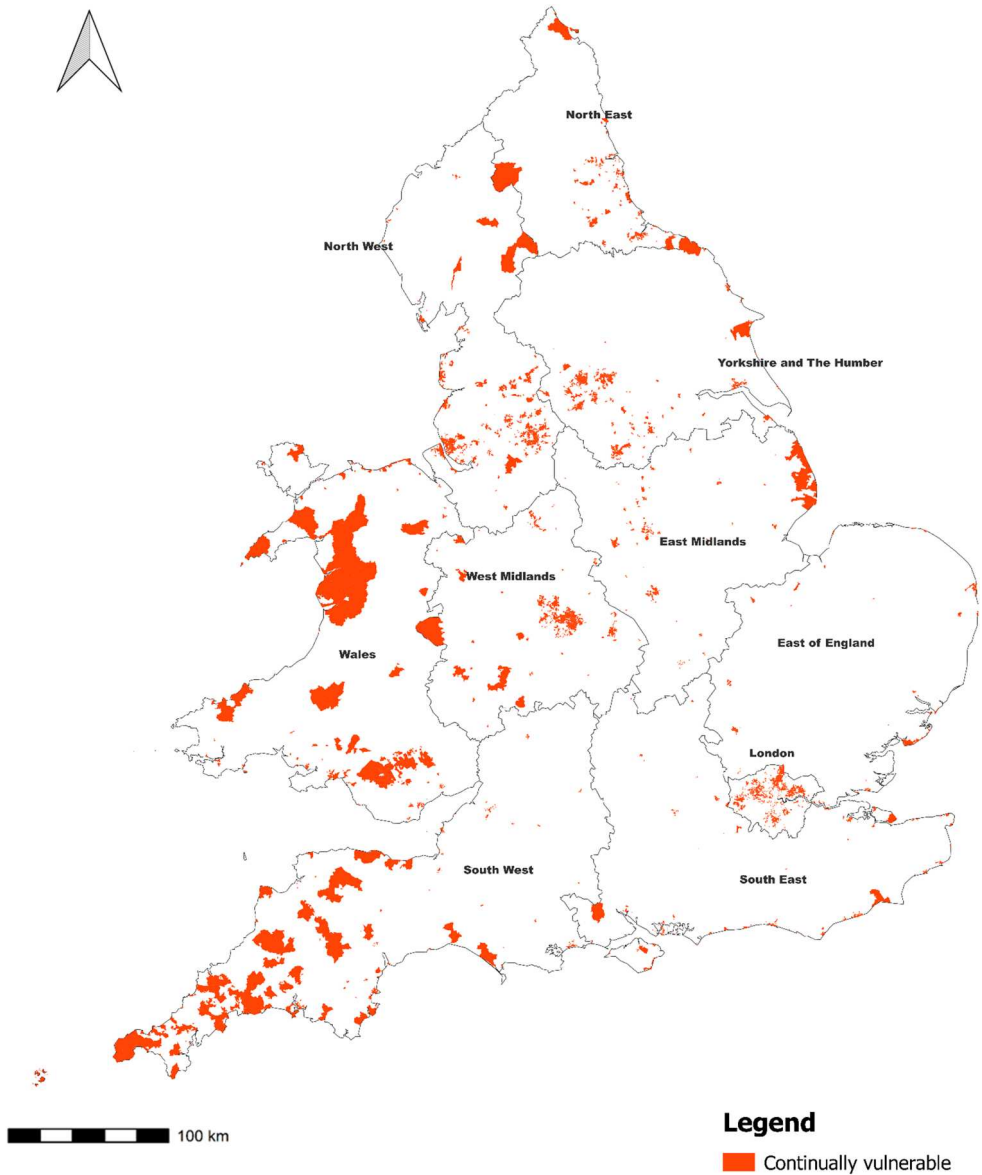 North East
North West
Yorkshire and The Humber
East Midlands
West Midlands
East of England
Wales
London
South West
South East
100 km
Legend
Continually vulnerable